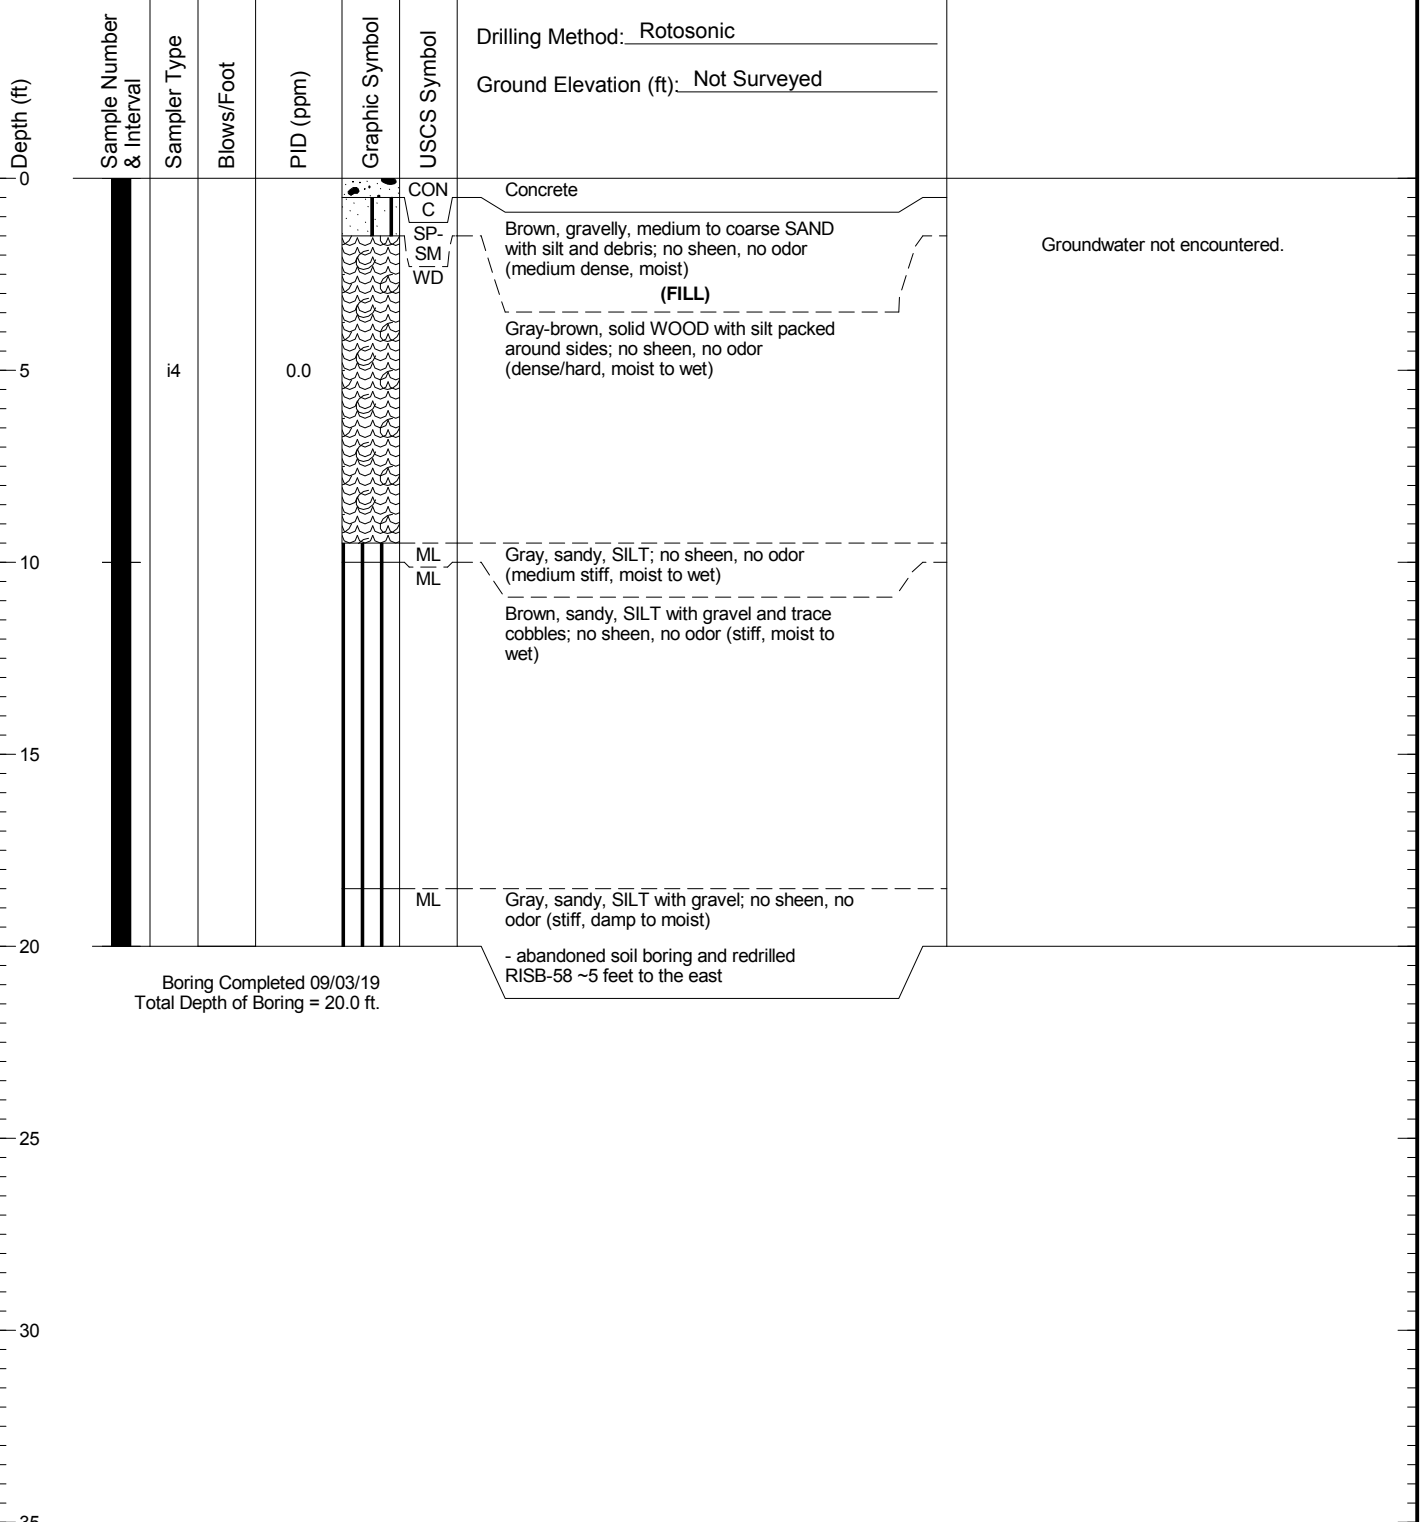 Depth (ft)
Sample Number
& Interval
Sampler Type
Blows/Foot
PID (ppm)
Graphic Symbol
USCS Symbol
Drilling Method: Rotosonic
Ground Elevation (ft): Not Surveyed
0
CON
C
Concrete
SP-
SM
Brown, gravelly, medium to coarse SAND
with silt and debris; no sheen, no odor
(medium dense, moist)
(FILL)
Groundwater not encountered.
WD
Gray-brown, solid WOOD with silt packed
around sides; no sheen, no odor
(dense/hard, moist to wet)
5
i4
0.0
ML
Gray, sandy, SILT; no sheen, no odor
(medium stiff, moist to wet)
10
ML
Brown, sandy, SILT with gravel and trace
cobbles; no sheen, no odor (stiff, moist to
wet)
15
ML
Gray, sandy, SILT with gravel; no sheen, no
odor (stiff, damp to moist)
20
- abandoned soil boring and redrilled
RISB-58 ~5 feet to the east
Boring Completed 09/03/19
Total Depth of Boring = 20.0 ft.
25
30
35